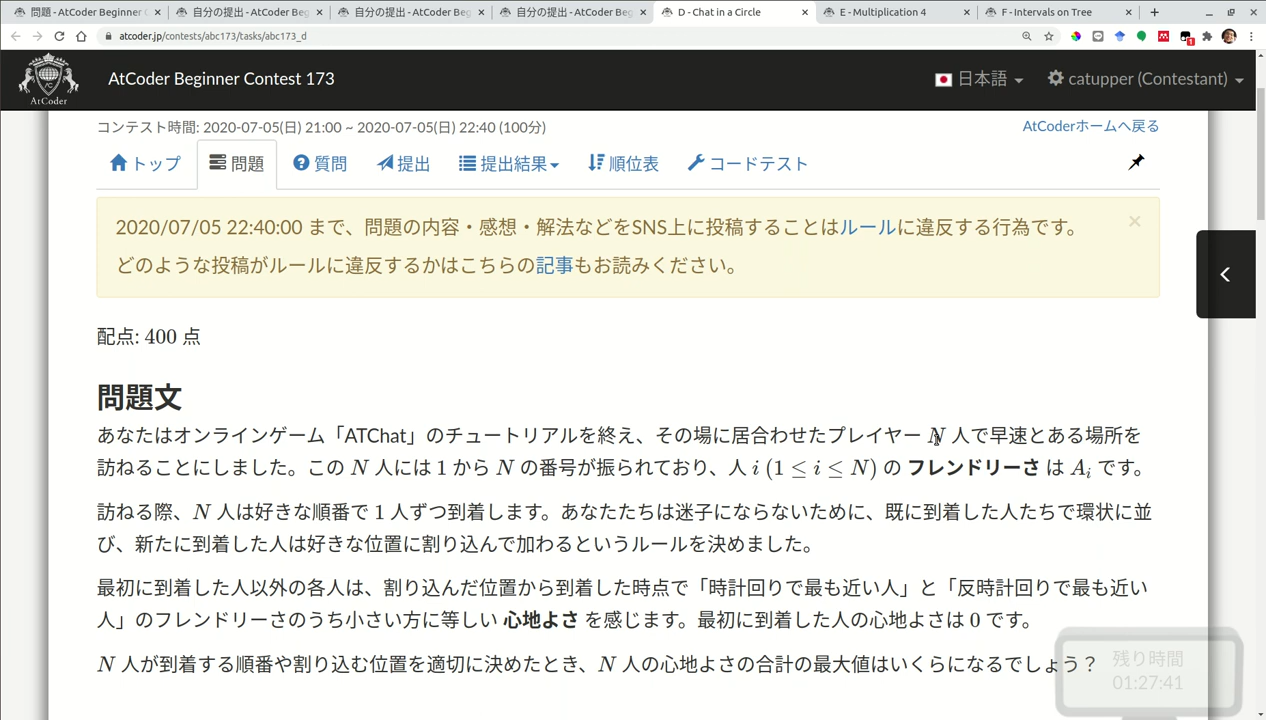 問題 - AtCoder Beginner C
自分の提出 - AtCoder Beg
自分の提出 - AtCoder Beg
自分の提出 - AtCoder Beg
D - Chat in a Circle
E - Multiplication 4
F - Intervals on Tree
atcoder.jp/contests/abc173/tasks/abc173_d
AtCoder
AtCoder Beginner Contest 173
日本語
catupper (Contestant)
コンテスト時間: 2020-07-05(日) 21:00 ~ 2020-07-05(日) 22:40 (100分)
AtCoderホームへ戻る
トップ
問題
質問
提出
提出結果
順位表
コードテスト
2020/07/05 22:40:00 まで、問題の内容・感想・解法などをSNS上に投稿することはルールに違反する行為です。
どのような投稿がルールに違反するかはこちらの記事もお読みください。
配点: 400 点
問題文
あなたはオンラインゲーム「ATChat」のチュートリアルを終え、その場に居合わせたプレイヤー N 人で早速とある場所を
訪ねることにしました。この N 人には 1 から N の番号が振られており、人 i (1 ≤ i ≤ N) の フレンドリーさ は A_i です。
訪ねる際、N 人は好きな順番で 1 人ずつ到着します。あなたたちは迷子にならないために、既に到着した人たちで環状に並
び、新たに到着した人は好きな位置に割り込んで加わるというルールを決めました。
最初に到着した人以外の各人は、割り込んだ位置から到着した時点で「時計回りで最も近い人」と「反時計回りで最も近い
人」のフレンドリーさのうち小さい方に等しい 心地よさ を感じます。最初に到着した人の心地よさは 0 です。
N 人が到着する順番や割り込む位置を適切に決めたとき、N 人の心地よさの合計の最大値はいくらになるでしょう？
残り時間
01:27:41